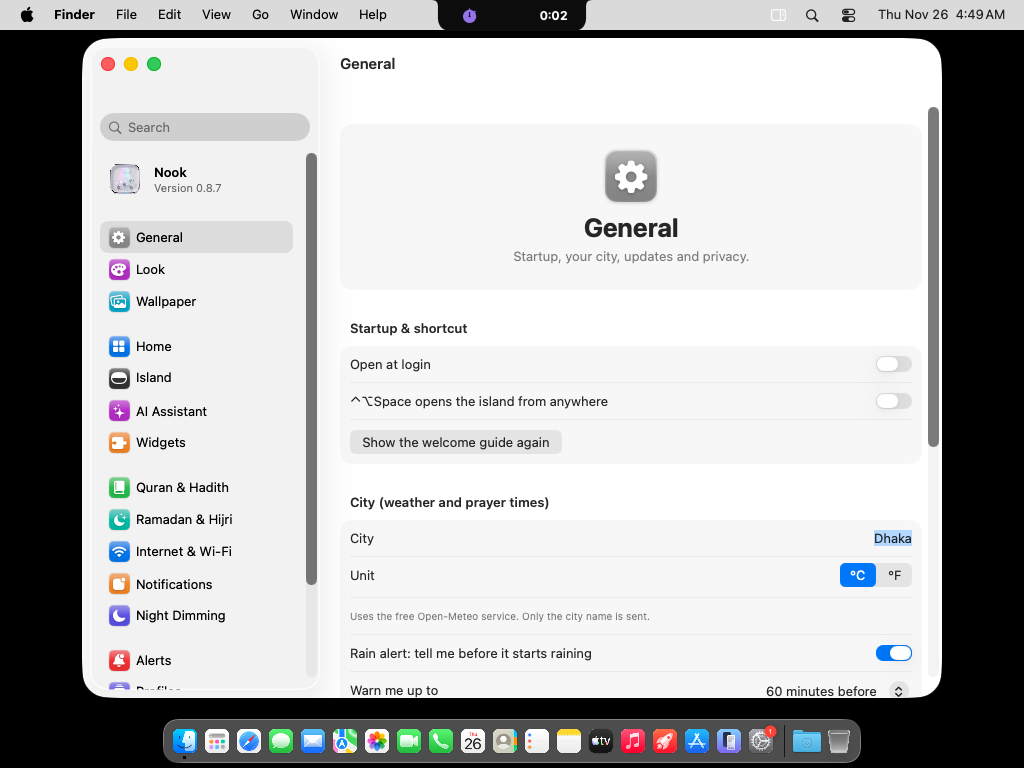 Finder File Edit View Go Window Help 0:02 Thu Nov 26 4:49 AM
General
Search
Nook
Version 0.8.7
General
Look
Wallpaper
Home
Island
AI Assistant
Widgets
Quran & Hadith
Ramadan & Hijri
Internet & Wi-Fi
Notifications
Night Dimming
Alerts
Profiles
General
Startup, your city, updates and privacy.
Startup & shortcut
Open at login
^⌥Space opens the island from anywhere
Show the welcome guide again
City (weather and prayer times)
City Dhaka
Unit °C °F
Uses the free Open-Meteo service. Only the city name is sent.
Rain alert: tell me before it starts raining
Warn me up to 60 minutes before
Thu
26
tv
1